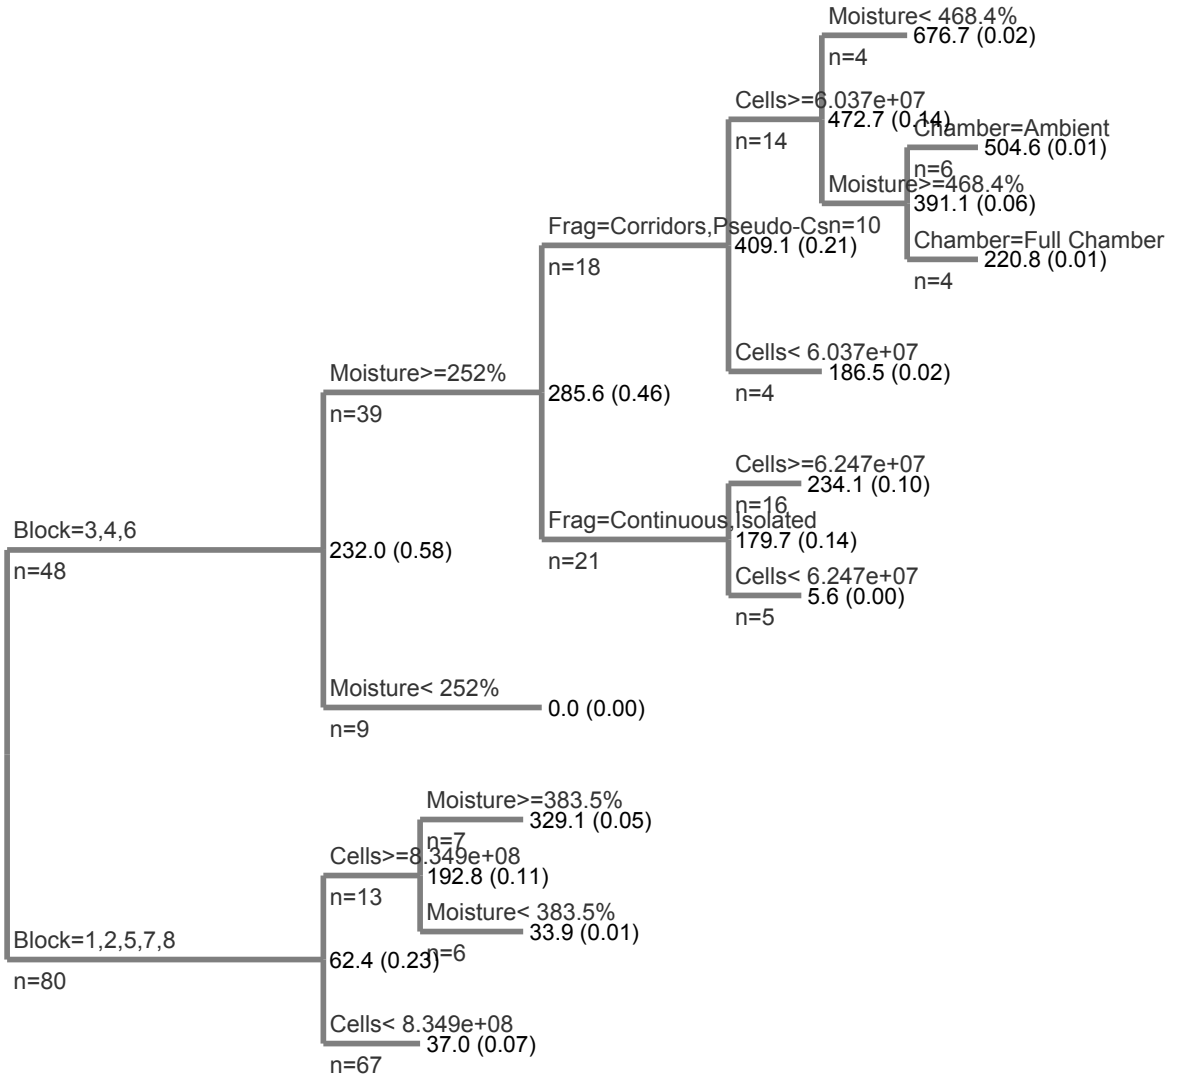 Moisture< 468.4%
676.7 (0.02)
n=4
Cells>=6.037e+07
472.7 (0.14)
n=14
Chamber=Ambient
504.6 (0.01)
n=6
Moisture>=468.4%
391.1 (0.06)
n=10
Chamber=Full Chamber
220.8 (0.01)
n=4
Frag=Corridors,Pseudo-Cs
409.1 (0.21)
n=18
Cells< 6.037e+07
186.5 (0.02)
n=4
Moisture>=252%
285.6 (0.46)
n=39
Cells>=6.247e+07
234.1 (0.10)
n=16
Frag=Continuous,Isolated
179.7 (0.14)
n=21
Cells< 6.247e+07
5.6 (0.00)
n=5
Block=3,4,6
232.0 (0.58)
n=48
Moisture< 252%
0.0 (0.00)
n=9
Moisture>=383.5%
329.1 (0.05)
n=7
Cells>=8.349e+08
192.8 (0.11)
n=13
Moisture< 383.5%
33.9 (0.01)
n=6
Block=1,2,5,7,8
62.4 (0.23)
n=80
Cells< 8.349e+08
37.0 (0.07)
n=67